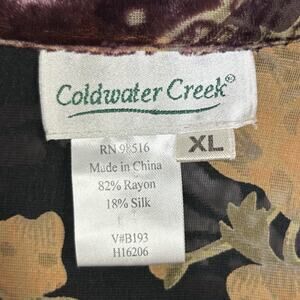 Coldwater Creek®
XL
RN 98516
Made in China
82% Rayon
18% Silk
V#B193
H16206